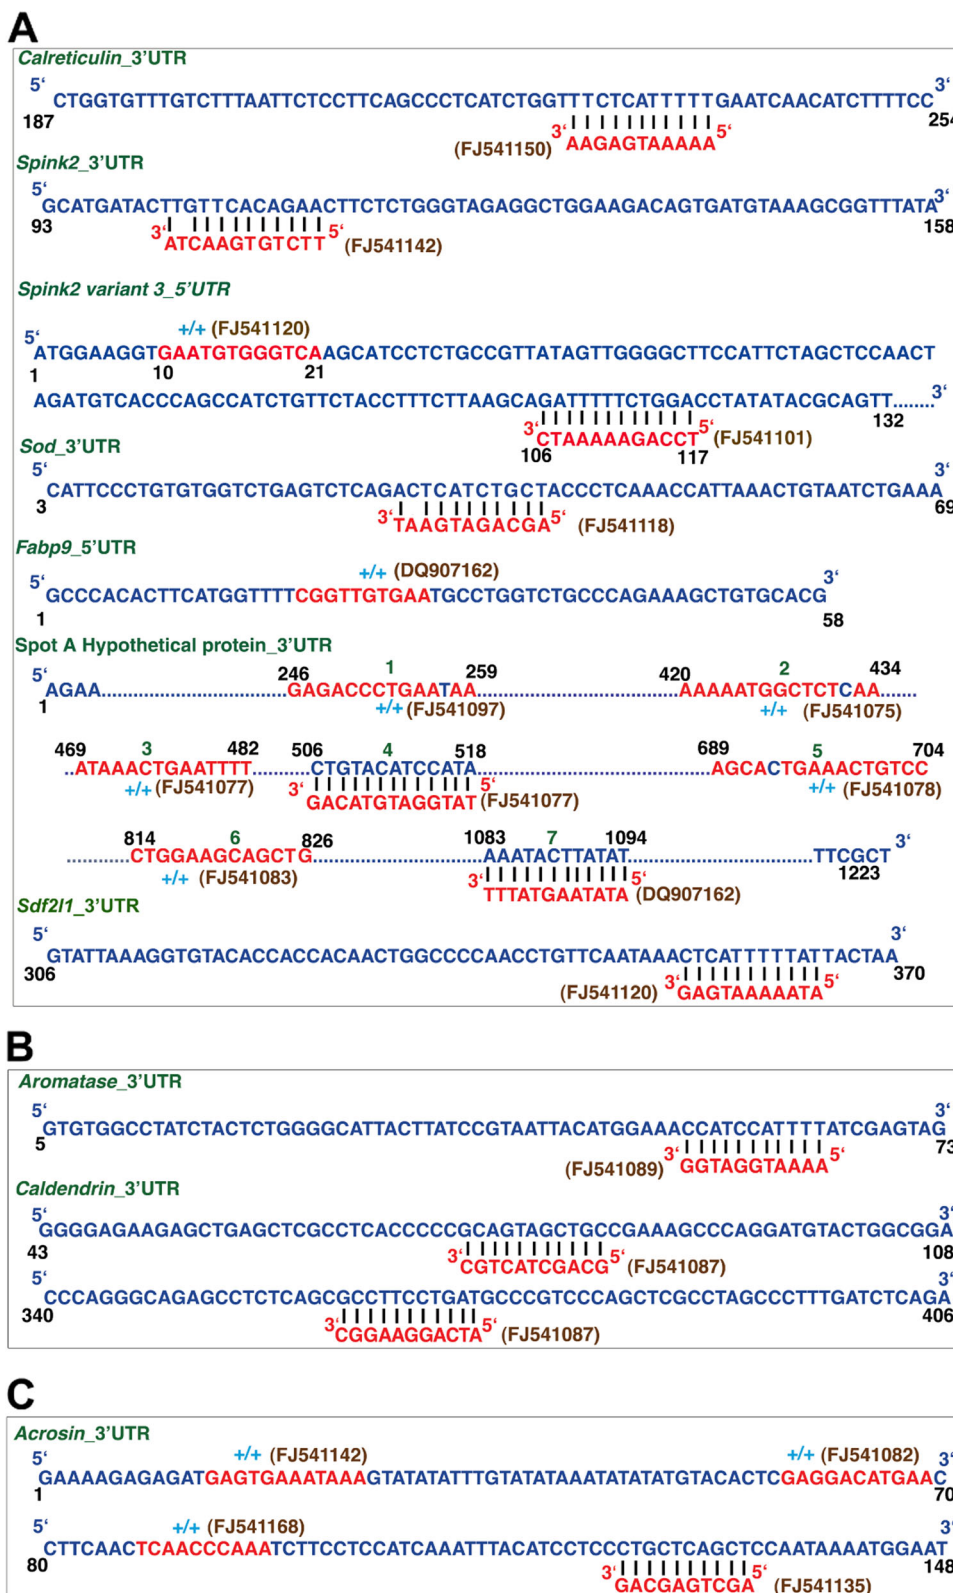 A
Calreticulin_3'UTR
5' 3'
CTGGTGTTTGTCTTTAATTCTCCTTCAGCCCTCATCTGGTTTCTCATTTTTTGAATCAACATCTTTTCC
187 254
(FJ541150) 3' AAGAGTAAAAA 5'
Spink2_3'UTR
5' 3'
GCATGATACTTGTTCACAGAACTTCTCTGGGTAGAGGCTGGAAGACAGTGATGTAAAGCGGTTTATA
93 158
3' ATCAAGTGTCTT 5' (FJ541142)
Spink2 variant 3_5'UTR
+/+ (FJ541120)
5'
ATGGAAGGTGAATGTGGGTCAAGCATCCTCTGCCGTTATAGTTGGGGCTTCCATTCTAGCTCCAACT
1 10 21
AGATGTCACCCAGCCATCTGTTCTACCTTTCTTAAGCAGATTTTTCTGGACCTATATACGCAGTT........3'
132
3' CTAAAAAGACCT 5' (FJ541101)
106 117
Sod_3'UTR
5' 3'
CATTCCCTGTGTGGTCTGAGTCTCAGACTCATCTGCTACCCTCAAACCATTAAACTGTAATCTGAAA
3 69
3' TAAGTAGACGA 5' (FJ541118)
Fabp9_5'UTR
+/+ (DQ907162)
5' 3'
GCCCACACTTCATGGTTTTCGGTTGTGAATGCCTGGTCTGCCCAGAAAGCTGTGCACG
1 58
Spot A Hypothetical protein_3'UTR
246 1 259 420 2 434
5' AGAA..............................GAGACCCTGAATAA.................................AAAAATGGCTCTCAA......
1 +/+ (FJ541097) +/+ (FJ541075)
469 3 482 506 4 518 689 5 704
..ATAAACTGAATTTT..........CTGTACATCCATA......................................AGCACTGAAACTGTCC
+/+ (FJ541077) 3' GACATGTAGGTAT 5' (FJ541077) +/+ (FJ541078)
814 6 826 1083 7 1094
..........CTGGAAGCAGCTG............................AAATACTTATAT..............................TTCGCT 3'
+/+ (FJ541083) 3' TTTATGAATATA 5' (DQ907162) 1223
Sdf2l1_3'UTR
5' 3'
GTATTAAAGGTGTACACCACCACAACTGGCCCCAACCTGTTCAATAAACTCATTTTTTATTACTAA
306 370
(FJ541120) 3' GAGTAAAAATA 5'
B
Aromatase_3'UTR
5' 3'
GTGTGGCCTATCTACTCTGGGGCATTACTTATCCGTAATTACATGGAAACCATCCATTTTATCGAGTAG
5 73
(FJ541089) 3' GGTAGGTAAAA 5'
Caldendrin_3'UTR
5' 3'
GGGGAGAAGAGCTGAGCTCGCCTCACCCCCGCAGTAGCTGCCGAAAGCCCAGGATGTACTGGCGGA
43 108
3' CGTCATCGACG 5' (FJ541087)
5' 3'
CCCAGGGCAGAGCCTCTCAGCGCCTTCCTGATGCCCGTCCCAGCTCGCCTAGCCCTTTGATCTCAGA
340 406
3' CGGAAGGACTA 5' (FJ541087)
C
Acrosin_3'UTR
+/+ (FJ541142) +/+ (FJ541082)
5' 3'
GAAAAGAGAGATGAGTGAAATAAAGTATATATTTGTATATAAATATATATGTACACTCGAGGACATGAAC
1 70
+/+ (FJ541168)
5' 3'
CTTCAACTCAACCCAAATCTTCCTCCATCAAATTTACATCCTCCCTGCTCAGCTCCAATAAAATGGAAT
80 148
3' GACGAGTCGA 5' (FJ541135)